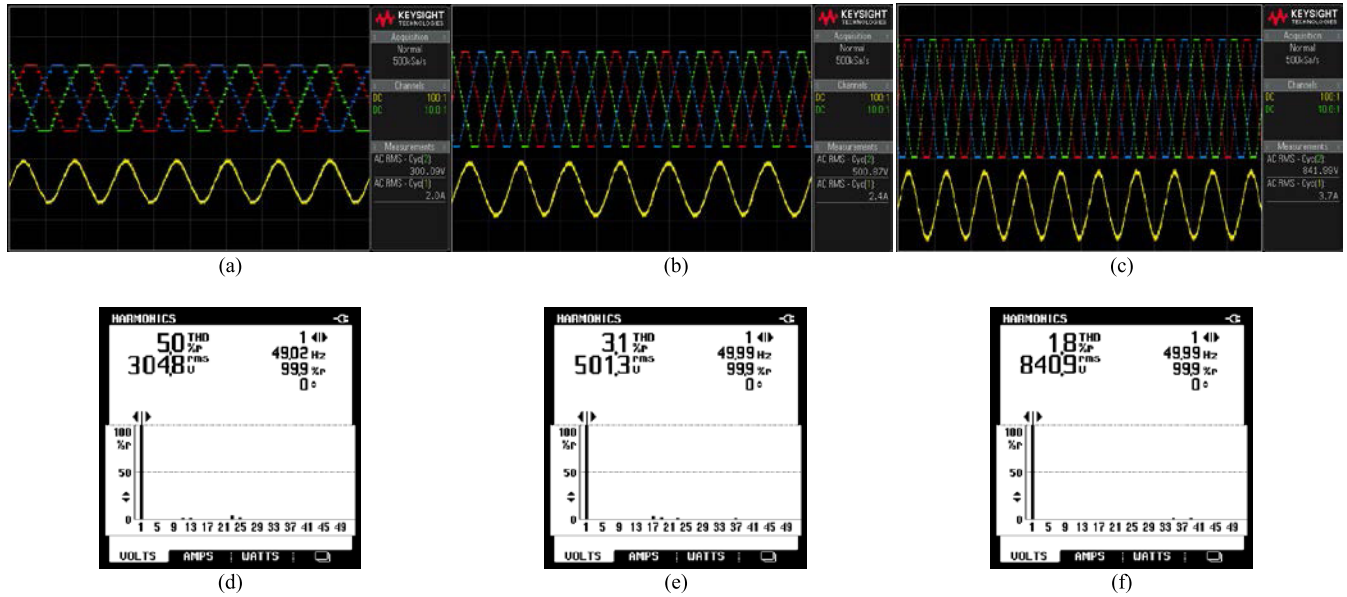 KEYSIGHT
TECHNOLOGIES
Acquisition
Normal
500kSa/s
Channels
DC 100:1
DC 10.0:1
Measurements
AC RMS - Cyc(2):
300.09V
AC RMS - Cyc(1):
2.0A
(a)
KEYSIGHT
TECHNOLOGIES
Acquisition
Normal
500kSa/s
Channels
DC 100:1
DC 10.0:1
Measurements
AC RMS - Cyc(2):
500.87V
AC RMS - Cyc(1):
2.4A
(b)
KEYSIGHT
TECHNOLOGIES
Acquisition
Normal
500kSa/s
Channels
DC 100:1
DC 10.0:1
Measurements
AC RMS - Cyc(2):
841.99V
AC RMS - Cyc(1):
3.7A
(c)
HARMONICS
5,0 THD %r
304,8 rms V
1
49,02 Hz
99,9 %r
0 °
100
%r
50
0
1 5 9 13 17 21 25 29 33 37 41 45 49
VOLTS AMPS WATTS
(d)
HARMONICS
3,1 THD %r
501,3 rms V
1
49,99 Hz
99,9 %r
0 °
100
%r
50
0
1 5 9 13 17 21 25 29 33 37 41 45 49
VOLTS AMPS WATTS
(e)
HARMONICS
1,8 THD %r
840,9 rms V
1
49,99 Hz
99,9 %r
0 °
100
%r
50
0
1 5 9 13 17 21 25 29 33 37 41 45 49
VOLTS AMPS WATTS
(f)